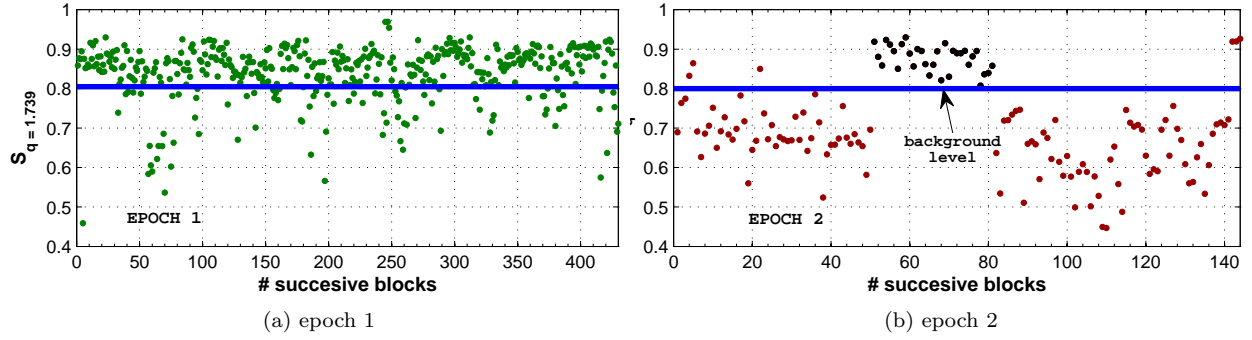 1
0.9
0.8
0.7
0.6
0.5
0.4
S q = 1.739
EPOCH 1
0 50 100 150 200 250 300 350 400
# succesive blocks
(a) epoch 1
1
0.9
0.8
0.7
0.6
0.5
0.4
background
level
EPOCH 2
0 20 40 60 80 100 120 140
# succesive blocks
(b) epoch 2